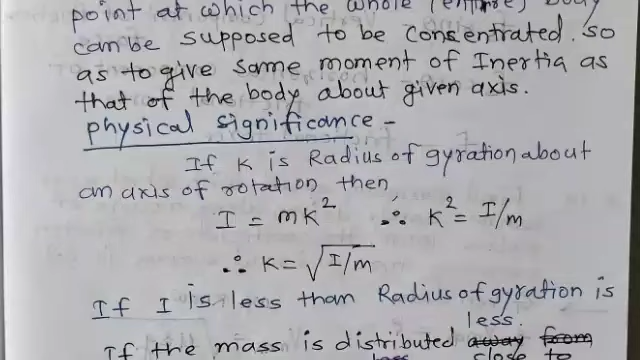 point at which the whole (entire) body
can be supposed to be concentrated. so
as to give same moment of Inertia as
that of the body about given axis.
physical significance -
If K is Radius of gyration about
an axis of rotation then
I = mK² ∴ K² = I/m
∴ K = √I/m
If I is less than Radius of gyration is
less.
If the mass is distributed away from
less close to